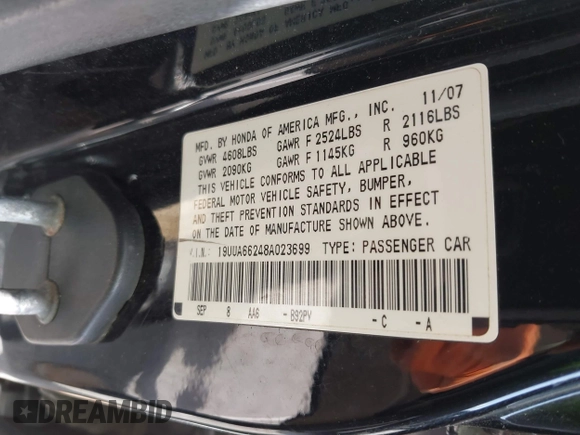 MFD. BY HONDA OF AMERICA MFG., INC. 11/07
GVWR 4608LBS GAWR F 2524LBS R 2116LBS
GVWR 2090KG GAWR F 1145KG R 960KG
THIS VEHICLE CONFORMS TO ALL APPLICABLE
FEDERAL MOTOR VEHICLE SAFETY, BUMPER,
AND THEFT PREVENTION STANDARDS IN EFFECT
ON THE DATE OF MANUFACTURE SHOWN ABOVE.
V.I.N.: 19UUA66248A023699 TYPE: PASSENGER CAR
SEP 8 AA6 - B92PV - C - A
DREAMBID